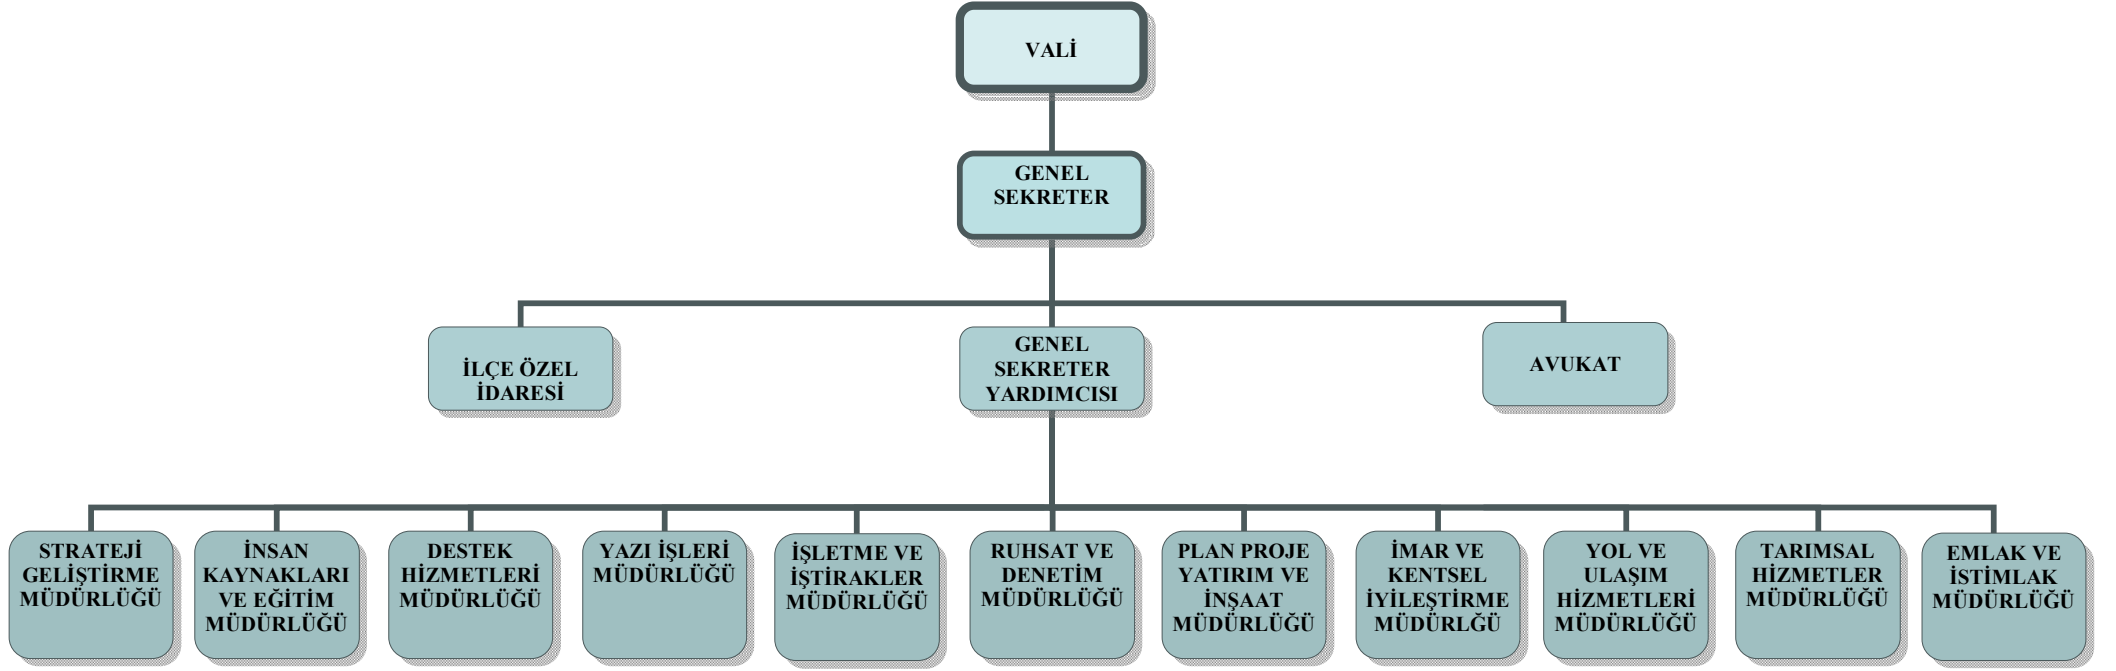 VALİ
GENEL
SEKRETER
İLÇE ÖZEL
İDARESİ
GENEL
SEKRETER
YARDIMCISI
AVUKAT
STRATEJİ
GELİŞTİRME
MÜDÜRLÜĞÜ
İNSAN
KAYNAKLARI
VE EĞİTİM
MÜDÜRLÜĞÜ
DESTEK
HİZMETLERİ
MÜDÜRLÜĞÜ
YAZI İŞLERİ
MÜDÜRLÜĞÜ
İŞLETME VE
İŞTİRAKLER
MÜDÜRLÜĞÜ
RUHSAT VE
DENETİM
MÜDÜRLÜĞÜ
PLAN PROJE
YATIRIM VE
İNŞAAT
MÜDÜRLÜĞÜ
İMAR VE
KENTSEL
İYİLEŞTİRME
MÜDÜRLĞÜ
YOL VE
ULAŞIM
HİZMETLERİ
MÜDÜRLÜĞÜ
TARIMSAL
HİZMETLER
MÜDÜRLÜĞÜ
EMLAK VE
İSTİMLAK
MÜDÜRLÜĞÜ